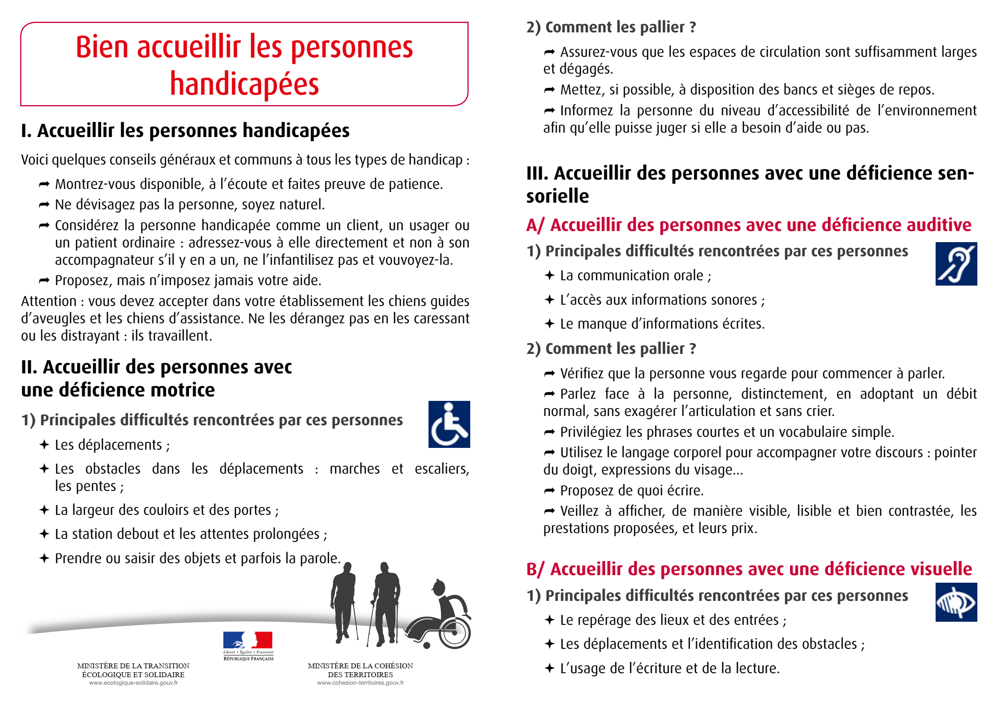 Bien accueillir les personnes
handicapées
I. Accueillir les personnes handicapées
Voici quelques conseils généraux et communs à tous les types de handicap :
➦ Montrez-vous disponible, à l’écoute et faites preuve de patience.
➦ Ne dévisagez pas la personne, soyez naturel.
➦ Considérez la personne handicapée comme un client, un usager ou
un patient ordinaire : adressez-vous à elle directement et non à son
accompagnateur s’il y en a un, ne l’infantilisez pas et vouvoyez-la.
➦ Proposez, mais n’imposez jamais votre aide.
Attention : vous devez accepter dans votre établissement les chiens guides
d’aveugles et les chiens d’assistance. Ne les dérangez pas en les caressant
ou les distrayant : ils travaillent.
II. Accueillir des personnes avec
une déficience motrice
1) Principales difficultés rencontrées par ces personnes
✦ Les déplacements ;
✦ Les obstacles dans les déplacements : marches et escaliers,
les pentes ;
✦ La largeur des couloirs et des portes ;
✦ La station debout et les attentes prolongées ;
✦ Prendre ou saisir des objets et parfois la parole.
Liberté • Égalité • Fraternité
RÉPUBLIQUE FRANÇAISE
MINISTÈRE DE LA TRANSITION
ÉCOLOGIQUE ET SOLIDAIRE
www.ecologique-solidaire.gouv.fr
MINISTÈRE DE LA COHÉSION
DES TERRITOIRES
www.cohesion-territoires.gouv.fr
2) Comment les pallier ?
➦ Assurez-vous que les espaces de circulation sont suffisamment larges
et dégagés.
➦ Mettez, si possible, à disposition des bancs et sièges de repos.
➦ Informez la personne du niveau d’accessibilité de l’environnement
afin qu’elle puisse juger si elle a besoin d’aide ou pas.
III. Accueillir des personnes avec une déficience sen-
sorielle
A/ Accueillir des personnes avec une déficience auditive
1) Principales difficultés rencontrées par ces personnes
✦ La communication orale ;
✦ L’accès aux informations sonores ;
✦ Le manque d’informations écrites.
2) Comment les pallier ?
➦ Vérifiez que la personne vous regarde pour commencer à parler.
➦ Parlez face à la personne, distinctement, en adoptant un débit
normal, sans exagérer l’articulation et sans crier.
➦ Privilégiez les phrases courtes et un vocabulaire simple.
➦ Utilisez le langage corporel pour accompagner votre discours : pointer
du doigt, expressions du visage...
➦ Proposez de quoi écrire.
➦ Veillez à afficher, de manière visible, lisible et bien contrastée, les
prestations proposées, et leurs prix.
B/ Accueillir des personnes avec une déficience visuelle
1) Principales difficultés rencontrées par ces personnes
✦ Le repérage des lieux et des entrées ;
✦ Les déplacements et l’identification des obstacles ;
✦ L’usage de l’écriture et de la lecture.